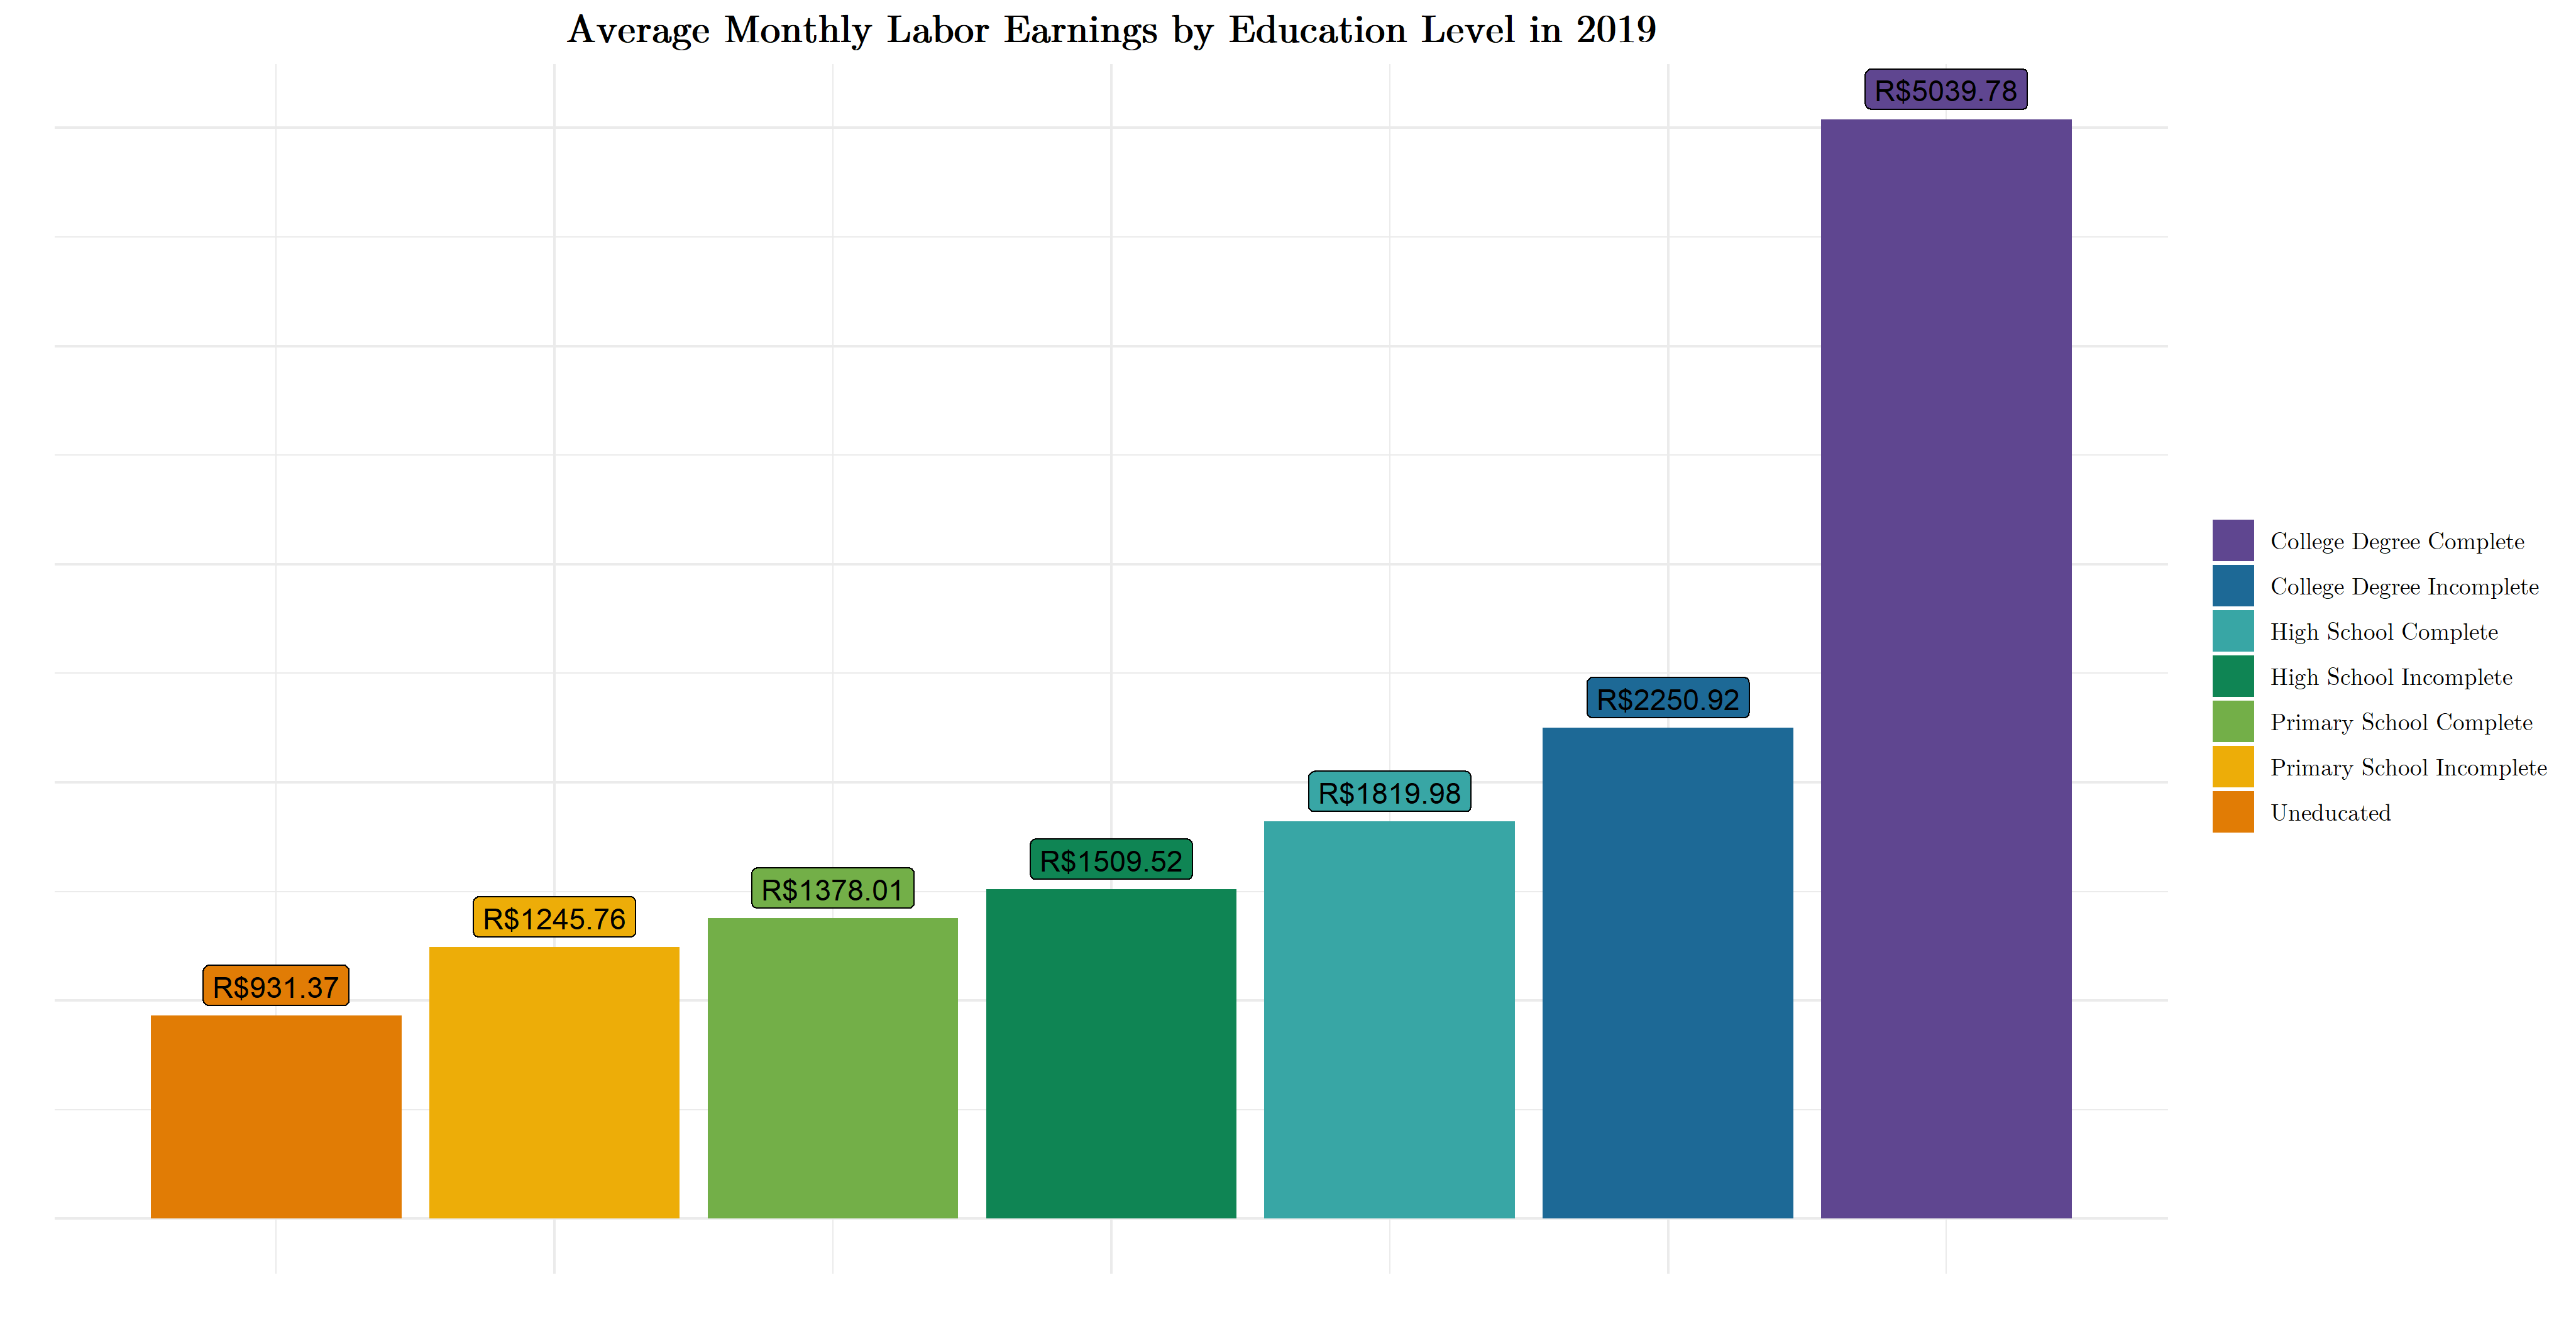 Average Monthly Labor Earnings by Education Level in 2019
R$5039.78
R$2250.92
R$1819.98
R$1509.52
R$1378.01
R$1245.76
R$931.37
College Degree Complete
College Degree Incomplete
High School Complete
High School Incomplete
Primary School Complete
Primary School Incomplete
Uneducated